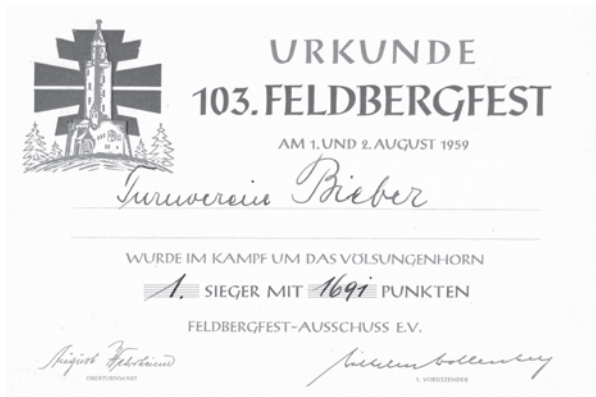 URKUNDE
103. FELDBERGFEST
AM 1. UND 2. AUGUST 1959
Turnverein Bieber
WURDE IM KAMPF UM DAS VÖLSUNGENHORN
1. SIEGER MIT 1691 PUNKTEN
FELDBERGFEST-AUSSCHUSS E.V.
August
OBERTURNWART
1. VORSITZENDER